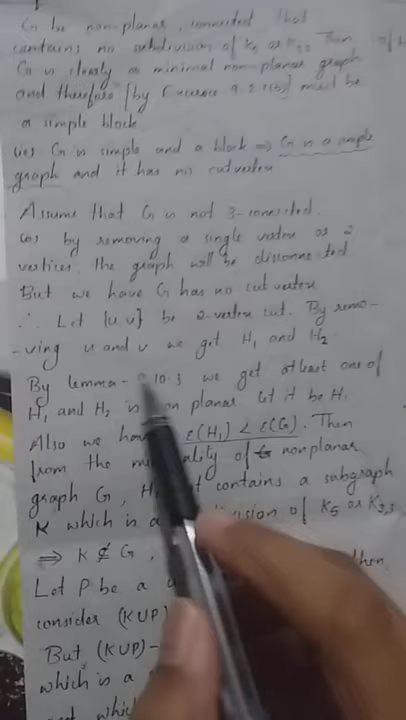 G be non-planar, connected that
contains no subdivision of K5 or K3,3. Then
G is clearly a minimal non-planar graph
and therefore [by Exercise 9.2.1(b)] must be
a simple block
(ie) G is simple and a block ⇒ G is a simple
graph and it has no cut vertex
Assume that G is not 3-connected.
(ie) by removing a single vertex or 2
vertices, the graph will be disconnected.
But we have G has no cut vertex
∴ Let {u, v} be 2-vertex cut. By remo-
-ving u and v we get H1 and H2
By lemma 10.3 we get atleast one of
H1 and H2 is non planar let it be H1
Also we have ε(H1) < ε(G). Then
from the of G nonplanar
graph G, contains a subgraph
K which is a of K5 or K3,3
⇒ K ⊄ G, then
Let P be a
consider (K∪P)
But (K∪P)-
which is a
which